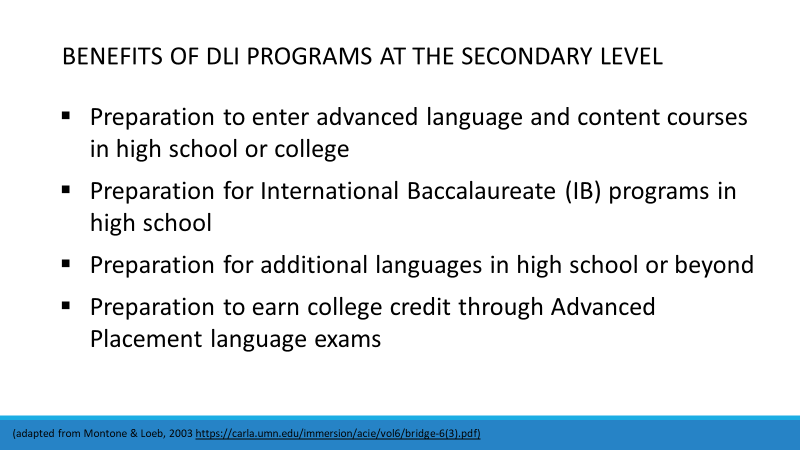 BENEFITS OF DLI PROGRAMS AT THE SECONDARY LEVEL
▪ Preparation to enter advanced language and content courses
in high school or college
▪ Preparation for International Baccalaureate (IB) programs in
high school
▪ Preparation for additional languages in high school or beyond
▪ Preparation to earn college credit through Advanced
Placement language exams
(adapted from Montone & Loeb, 2003 https://carla.umn.edu/immersion/acie/vol6/bridge-6(3).pdf)